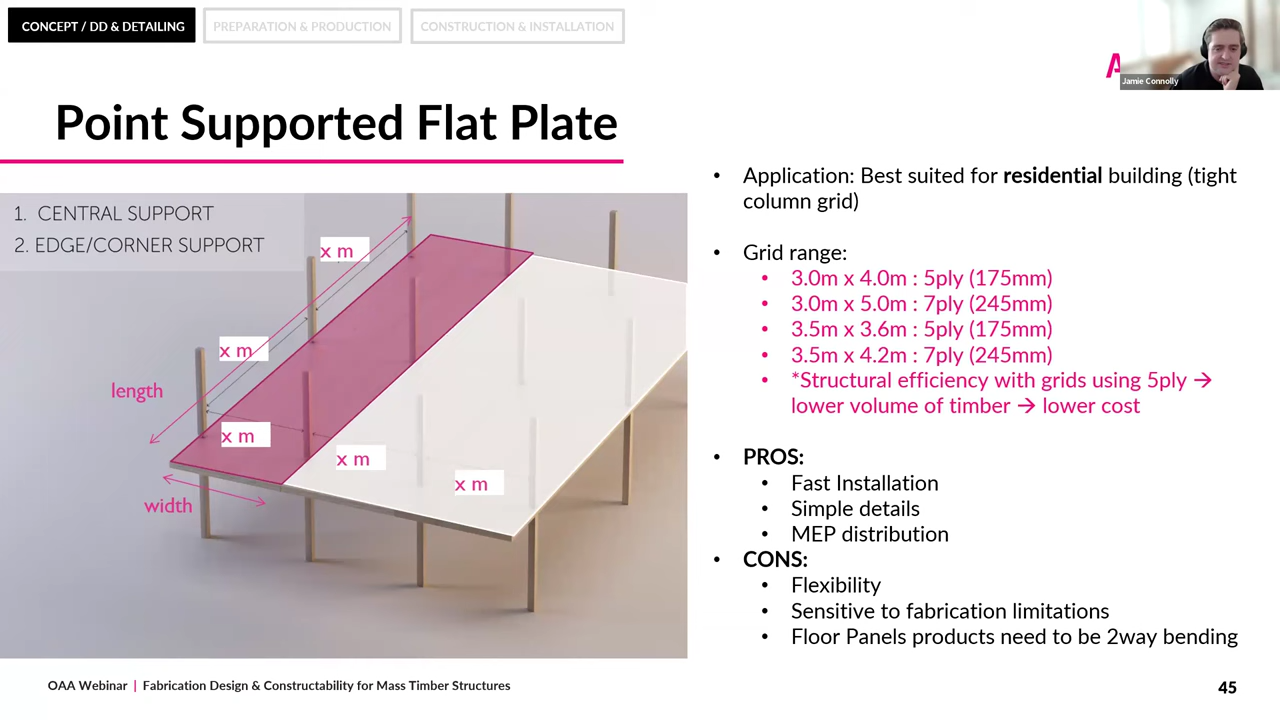 CONCEPT / DD & DETAILING
PREPARATION & PRODUCTION
CONSTRUCTION & INSTALLATION
A
Jamie Connolly
Point Supported Flat Plate
1. CENTRAL SUPPORT
2. EDGE/CORNER SUPPORT
x m
x m
length
x m
x m
x m
width
• Application: Best suited for residential building (tight
column grid)
• Grid range:
• 3.0m x 4.0m : 5ply (175mm)
• 3.0m x 5.0m : 7ply (245mm)
• 3.5m x 3.6m : 5ply (175mm)
• 3.5m x 4.2m : 7ply (245mm)
• *Structural efficiency with grids using 5ply →
lower volume of timber → lower cost
• PROS:
• Fast Installation
• Simple details
• MEP distribution
• CONS:
• Flexibility
• Sensitive to fabrication limitations
• Floor Panels products need to be 2way bending
OAA Webinar | Fabrication Design & Constructability for Mass Timber Structures
45